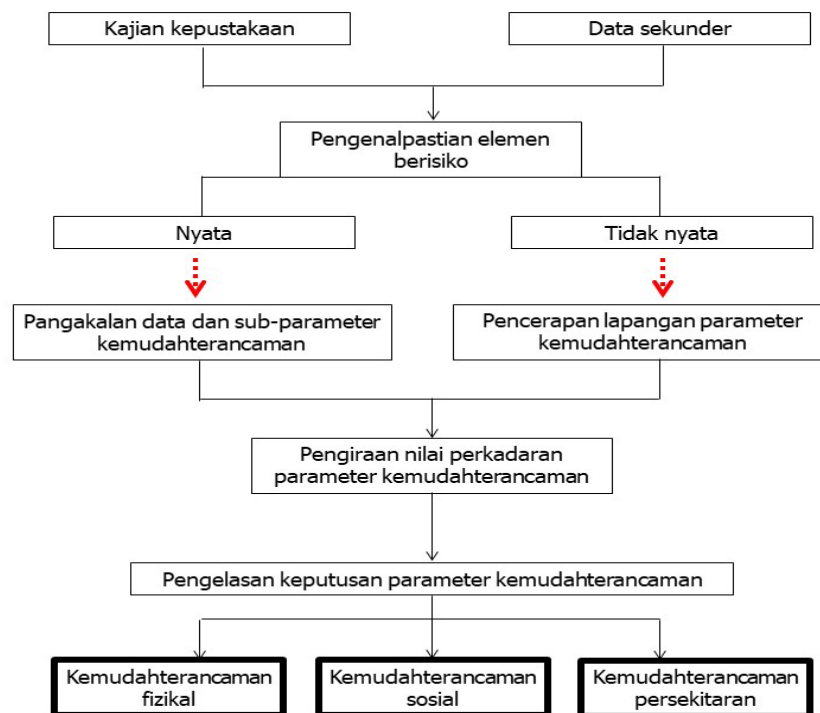 Kajian kepustakaan
Data sekunder
Pengenalpastian elemen
berisiko
Nyata
Tidak nyata
Pangakalan data dan sub-parameter
kemudahterancaman
Pencerapan lapangan parameter
kemudahterancaman
Pengiraan nilai perkadaran
parameter kemudahterancaman
Pengelasan keputusan parameter kemudahterancaman
Kemudahterancaman
fizikal
Kemudahterancaman
sosial
Kemudahterancaman
persekitaran